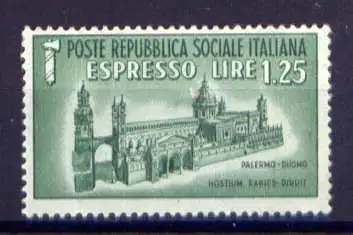 POSTE REPUBBLICA SOCIALE ITALIANA
ESPRESSO LIRE 1.25
PALERMO-DUOMO
HOSTIUM RABIES DIRUIT